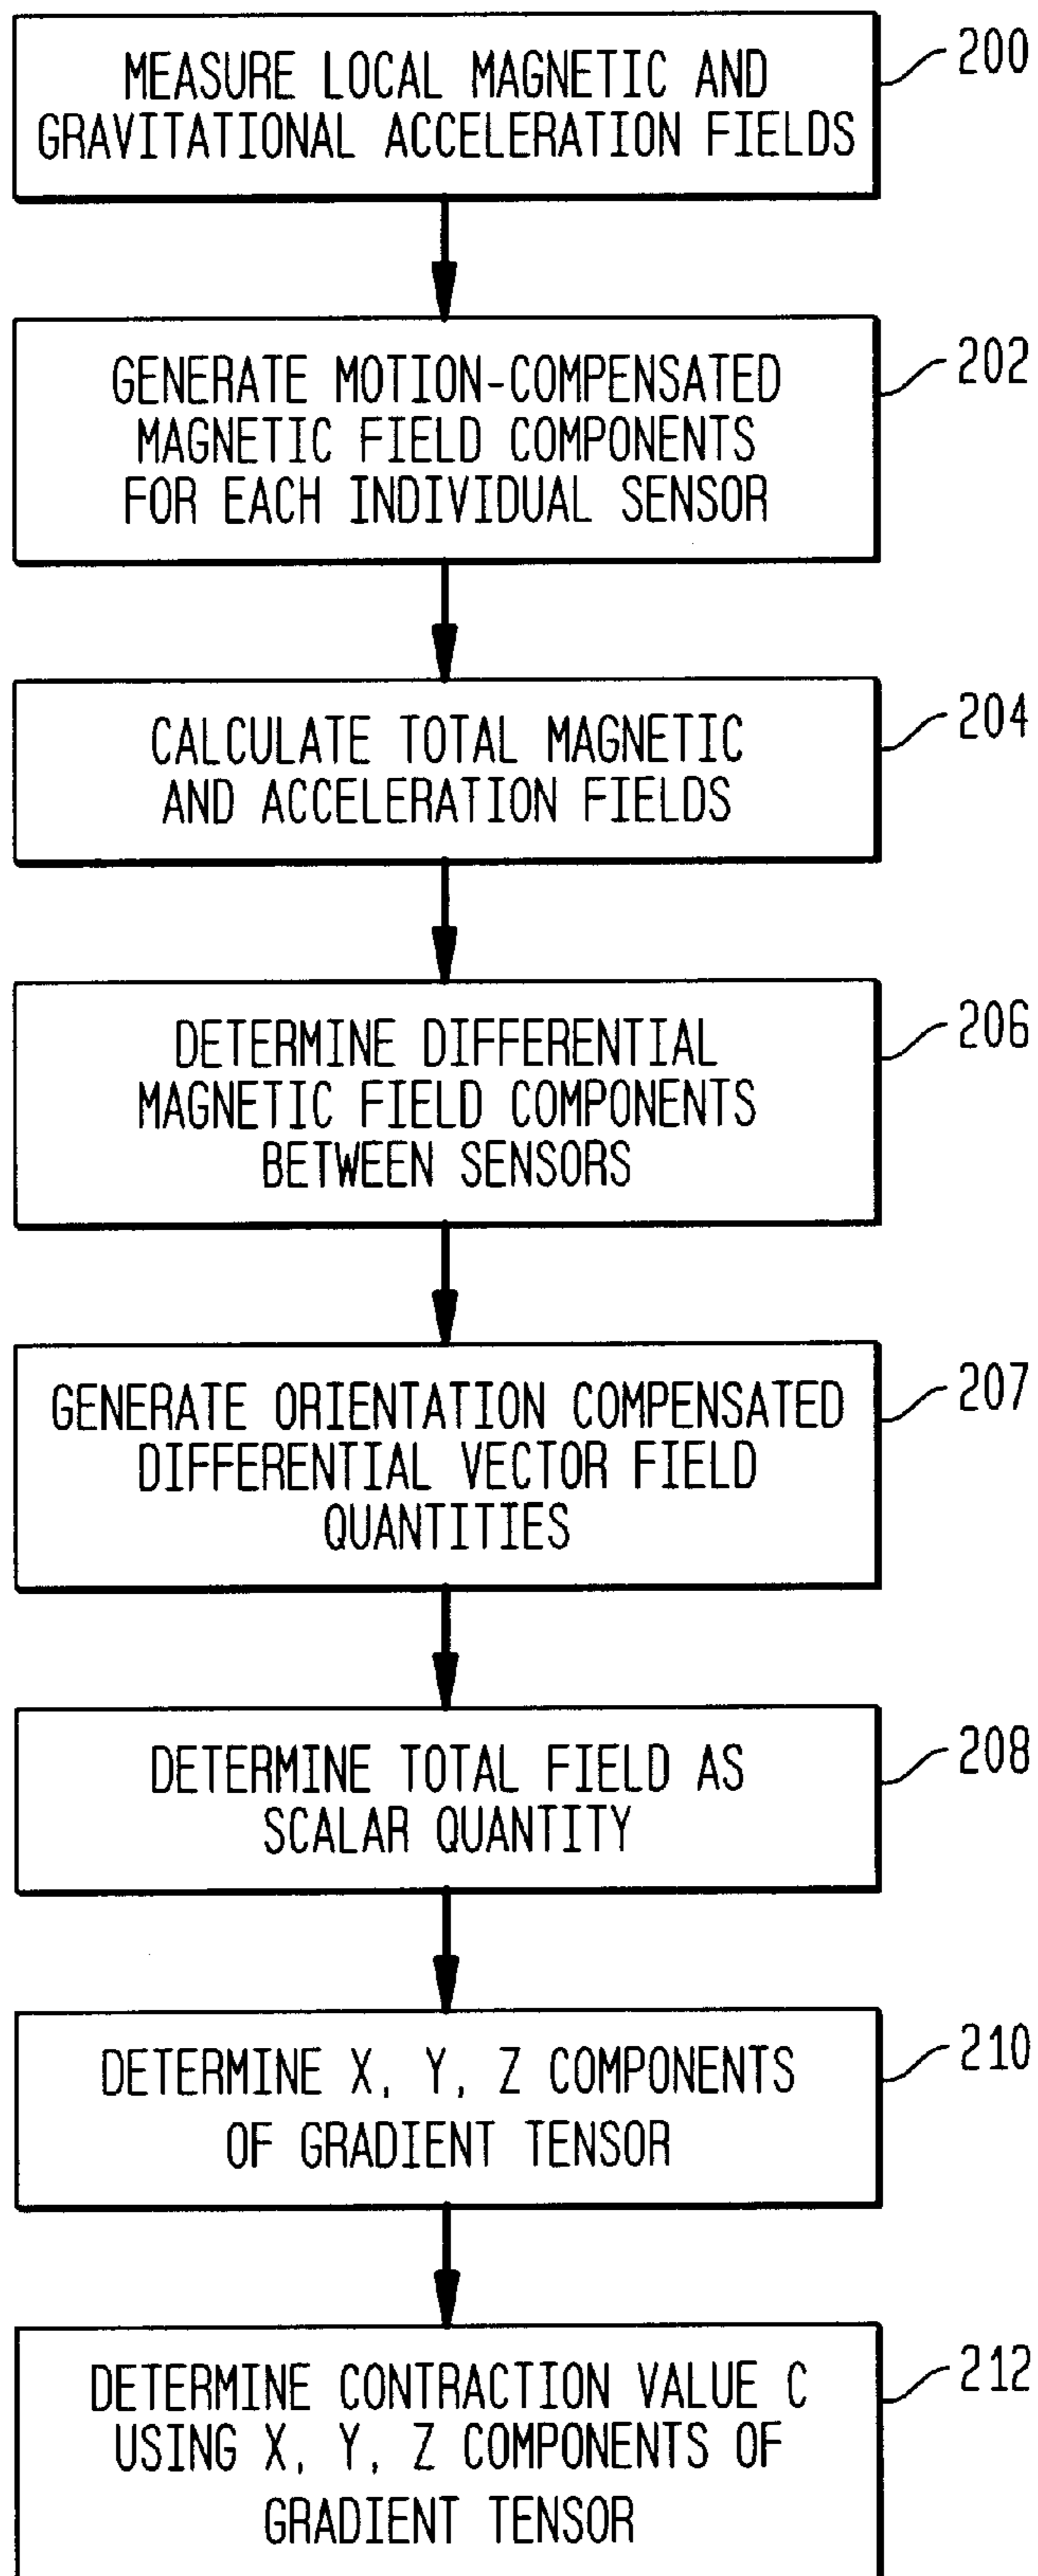 MEASURE LOCAL MAGNETIC AND
GRAVITATIONAL ACCELERATION FIELDS
200
GENERATE MOTION-COMPENSATED
MAGNETIC FIELD COMPONENTS
FOR EACH INDIVIDUAL SENSOR
202
CALCULATE TOTAL MAGNETIC
AND ACCELERATION FIELDS
204
DETERMINE DIFFERENTIAL
MAGNETIC FIELD COMPONENTS
BETWEEN SENSORS
206
GENERATE ORIENTATION COMPENSATED
DIFFERENTIAL VECTOR FIELD
QUANTITIES
207
DETERMINE TOTAL FIELD AS
SCALAR QUANTITY
208
DETERMINE X, Y, Z COMPONENTS
OF GRADIENT TENSOR
210
DETERMINE CONTRACTION VALUE C
USING X, Y, Z COMPONENTS OF
GRADIENT TENSOR
212